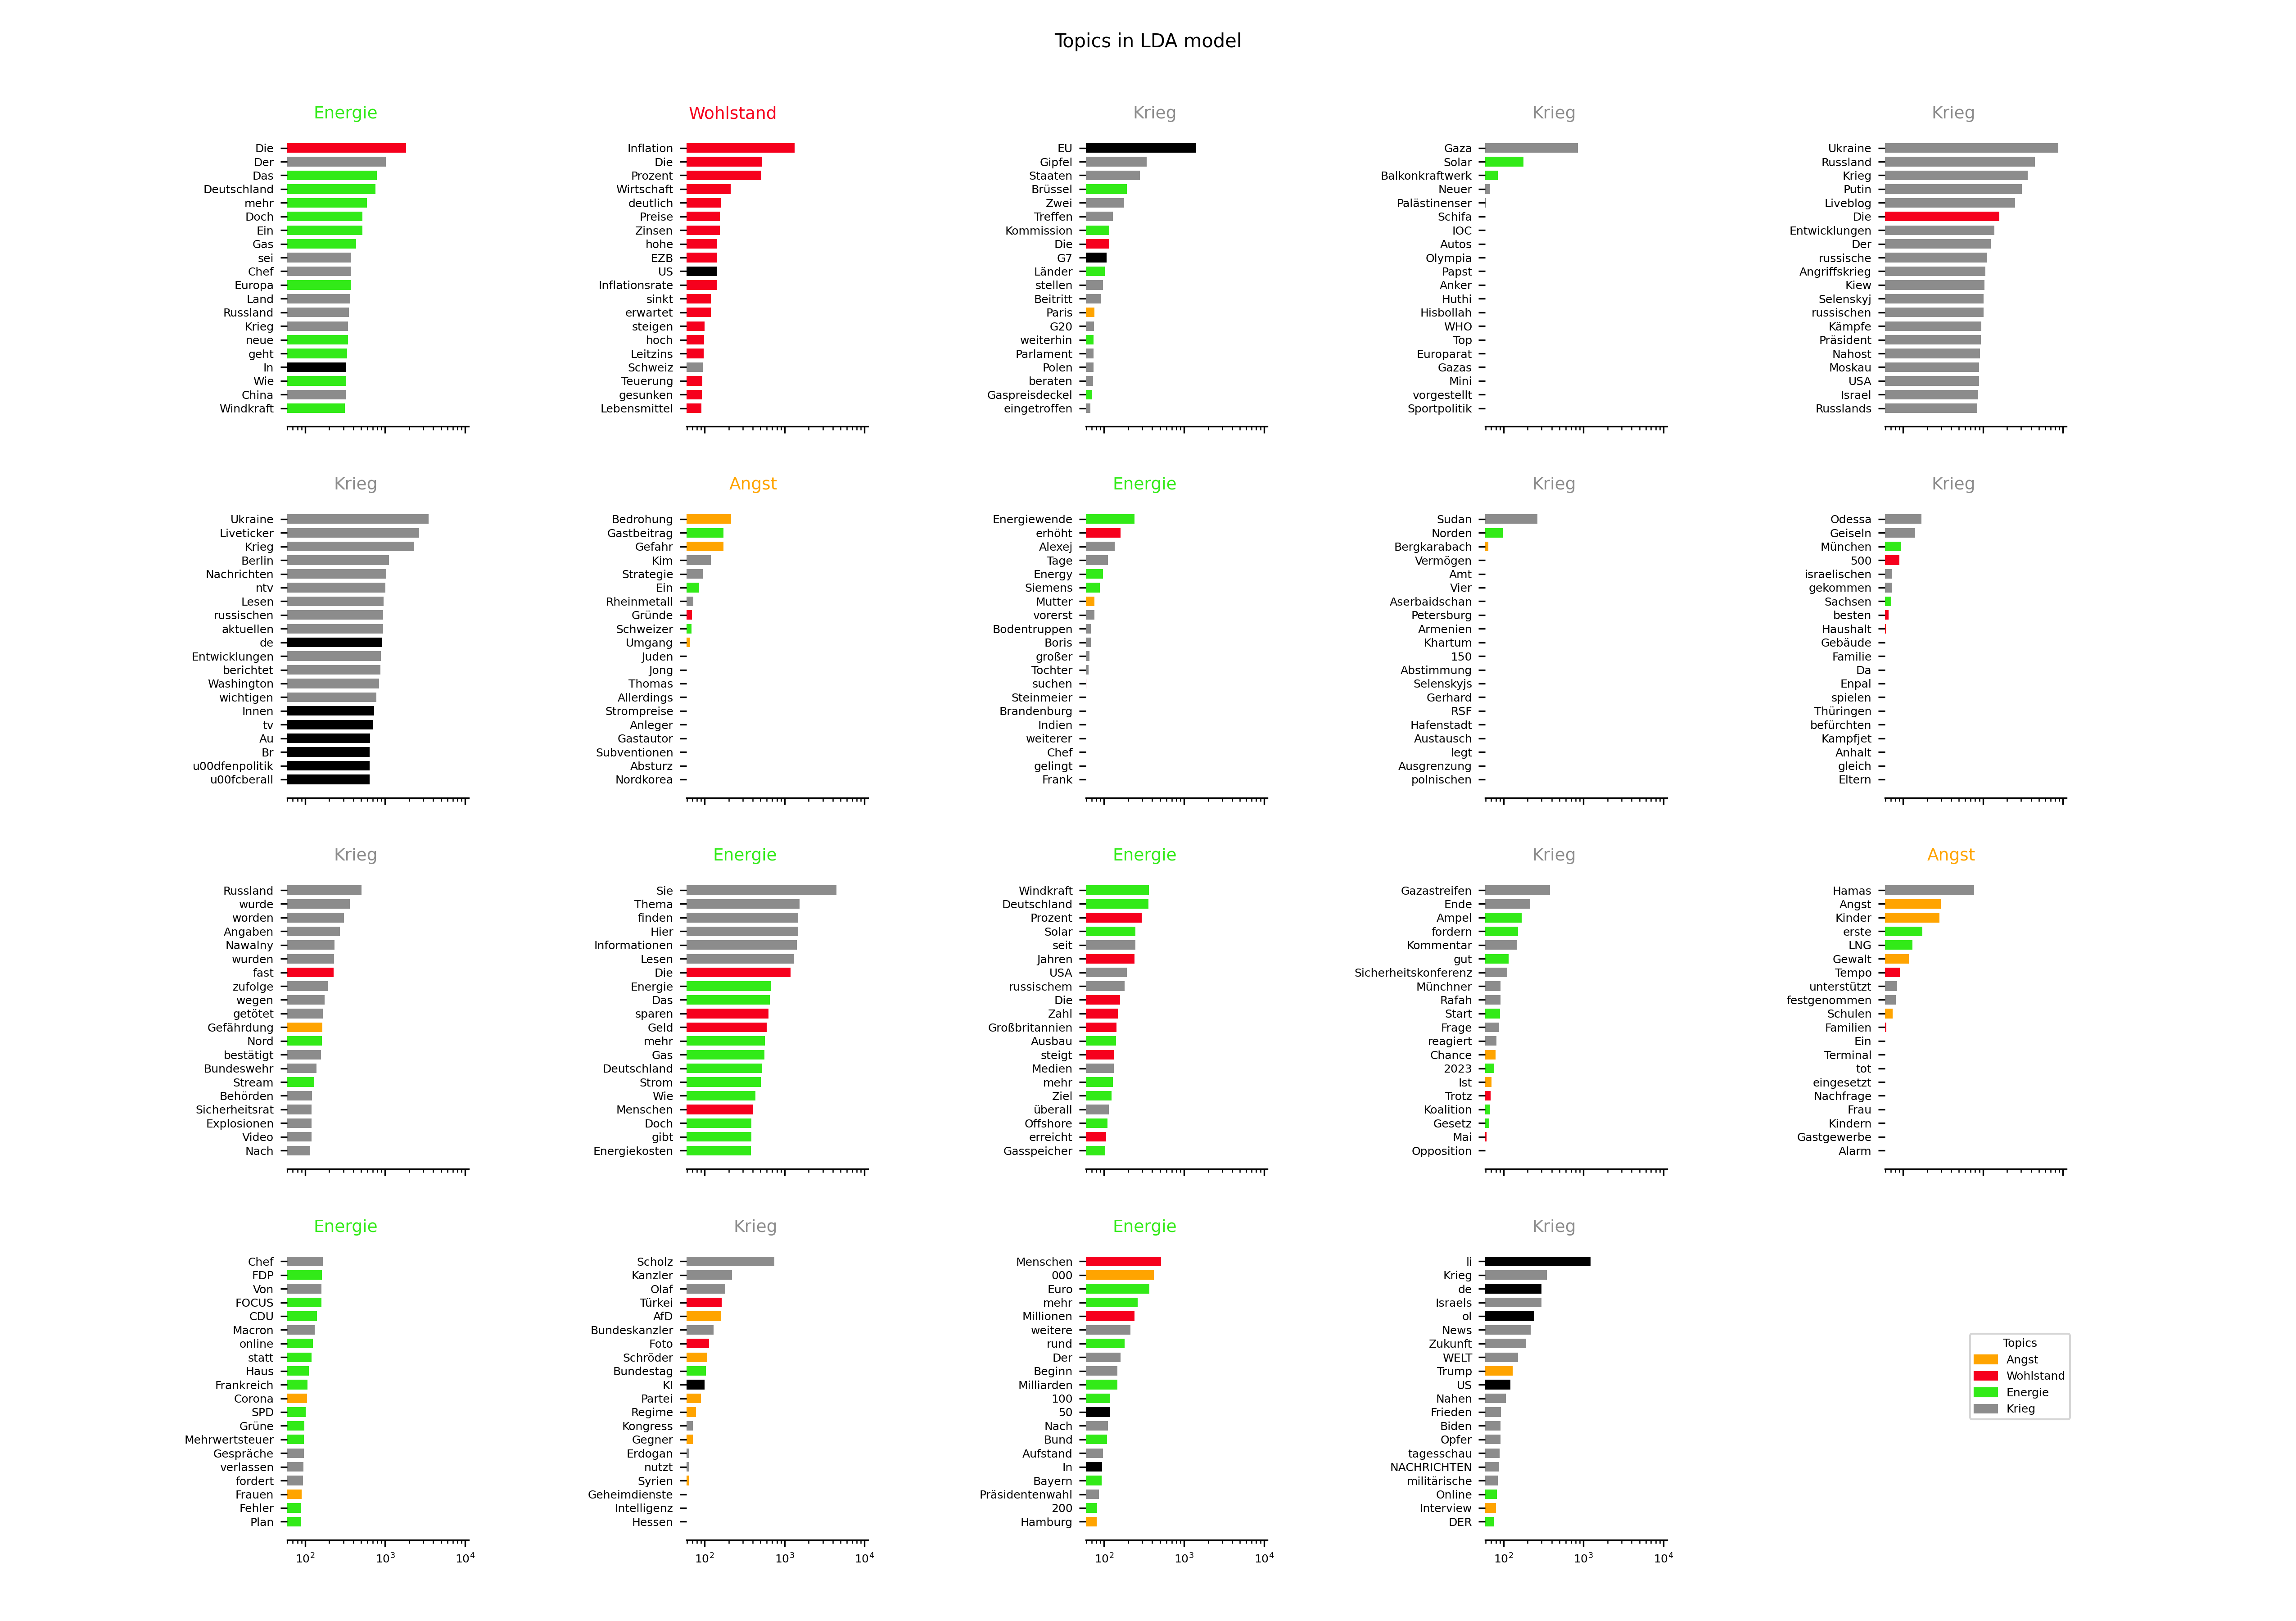 Topics in LDA model
Energie
Die
Der
Das
Deutschland
mehr
Doch
Ein
Gas
sei
Chef
Europa
Land
Russland
Krieg
neue
geht
In
Wie
China
Windkraft
Wohlstand
Inflation
Die
Prozent
Wirtschaft
deutlich
Preise
Zinsen
hohe
EZB
US
Inflationsrate
sinkt
erwartet
steigen
hoch
Leitzins
Schweiz
Teuerung
gesunken
Lebensmittel
Krieg
EU
Gipfel
Staaten
Brüssel
Zwei
Treffen
Kommission
Die
G7
Länder
stellen
Beitritt
Paris
G20
weiterhin
Parlament
Polen
beraten
Gaspreisdeckel
eingetroffen
Krieg
Gaza
Solar
Balkonkraftwerk
Neuer
Palästinenser
Schifa
IOC
Autos
Olympia
Papst
Anker
Huthi
Hisbollah
WHO
Top
Europarat
Gazas
Mini
vorgestellt
Sportpolitik
Krieg
Ukraine
Russland
Krieg
Putin
Liveblog
Die
Entwicklungen
Der
russische
Angriffskrieg
Kiew
Selenskyj
russischen
Kämpfe
Präsident
Nahost
Moskau
USA
Israel
Russlands
Krieg
Ukraine
Liveticker
Krieg
Berlin
Nachrichten
ntv
Lesen
russischen
aktuellen
de
Entwicklungen
berichtet
Washington
wichtigen
Innen
tv
Au
Br
u00dfenpolitik
u00fcberall
Angst
Bedrohung
Gastbeitrag
Gefahr
Kim
Strategie
Ein
Rheinmetall
Gründe
Schweizer
Umgang
Juden
Jong
Thomas
Allerdings
Strompreise
Anleger
Gastautor
Subventionen
Absturz
Nordkorea
Energie
Energiewende
erhöht
Alexej
Tage
Energy
Siemens
Mutter
vorerst
Bodentruppen
Boris
großer
Tochter
suchen
Steinmeier
Brandenburg
Indien
weiterer
Chef
gelingt
Frank
Krieg
Sudan
Norden
Bergkarabach
Vermögen
Amt
Vier
Aserbaidschan
Petersburg
Armenien
Khartum
150
Abstimmung
Selenskyjs
Gerhard
RSF
Hafenstadt
Austausch
legt
Ausgrenzung
polnischen
Krieg
Odessa
Geiseln
München
500
israelischen
gekommen
Sachsen
besten
Haushalt
Gebäude
Familie
Da
Enpal
spielen
Thüringen
befürchten
Kampfjet
Anhalt
gleich
Eltern
Krieg
Russland
wurde
worden
Angaben
Nawalny
wurden
fast
zufolge
wegen
getötet
Gefährdung
Nord
bestätigt
Bundeswehr
Stream
Behörden
Sicherheitsrat
Explosionen
Video
Nach
Energie
Sie
Thema
finden
Hier
Informationen
Lesen
Die
Energie
Das
sparen
Geld
mehr
Gas
Deutschland
Strom
Wie
Menschen
Doch
gibt
Energiekosten
Energie
Windkraft
Deutschland
Prozent
Solar
seit
Jahren
USA
russischem
Die
Zahl
Großbritannien
Ausbau
steigt
Medien
mehr
Ziel
überall
Offshore
erreicht
Gasspeicher
Krieg
Gazastreifen
Ende
Ampel
fordern
Kommentar
gut
Sicherheitskonferenz
Münchner
Rafah
Start
Frage
reagiert
Chance
2023
Ist
Trotz
Koalition
Gesetz
Mai
Opposition
Angst
Hamas
Angst
Kinder
erste
LNG
Gewalt
Tempo
unterstützt
festgenommen
Schulen
Familien
Ein
Terminal
tot
eingesetzt
Nachfrage
Frau
Kindern
Gastgewerbe
Alarm
Energie
Chef
FDP
Von
FOCUS
CDU
Macron
online
statt
Haus
Frankreich
Corona
SPD
Grüne
Mehrwertsteuer
Gespräche
verlassen
fordert
Frauen
Fehler
Plan
10² 10³ 10⁴
Krieg
Scholz
Kanzler
Olaf
Türkei
AfD
Bundeskanzler
Foto
Schröder
Bundestag
KI
Partei
Regime
Kongress
Gegner
Erdogan
nutzt
Syrien
Geheimdienste
Intelligenz
Hessen
10² 10³ 10⁴
Energie
Menschen
000
Euro
mehr
Millionen
weitere
rund
Der
Beginn
Milliarden
100
50
Nach
Bund
Aufstand
In
Bayern
Präsidentenwahl
200
Hamburg
10² 10³ 10⁴
Krieg
li
Krieg
de
Israels
ol
News
Zukunft
WELT
Trump
US
Nahen
Frieden
Biden
Opfer
tagesschau
NACHRICHTEN
militärische
Online
Interview
DER
10² 10³ 10⁴
Topics
Angst
Wohlstand
Energie
Krieg